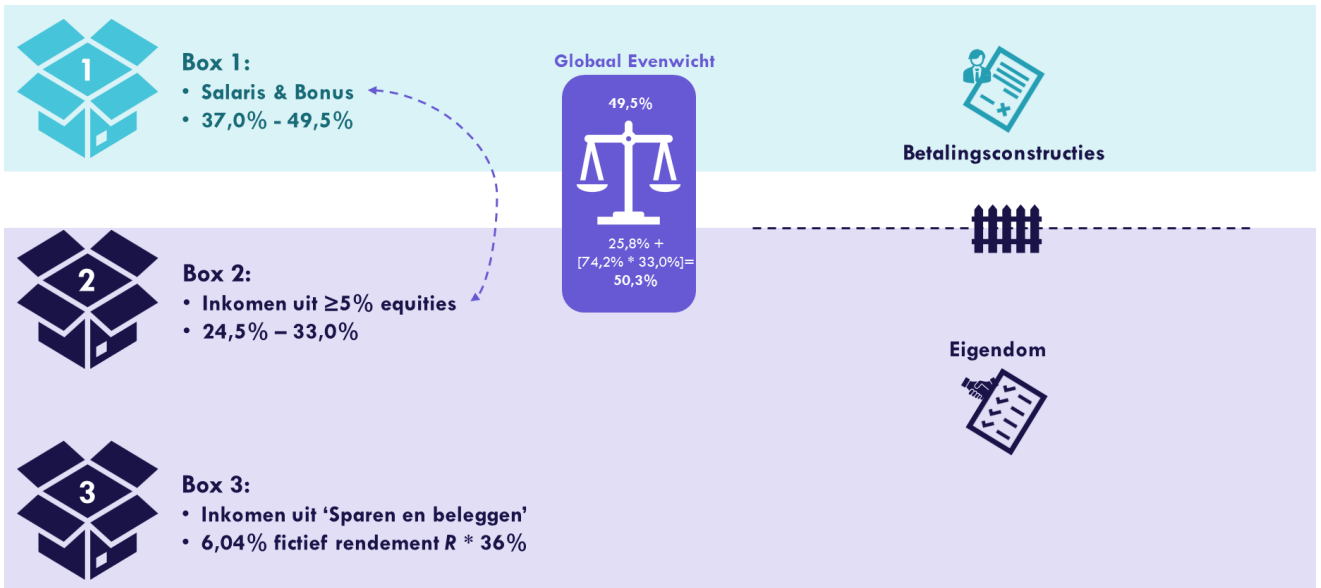 1
Box 1:
• Salaris & Bonus
• 37,0% - 49,5%
Globaal Evenwicht
49,5%
25,8% +
[74,2% * 33,0%]=
50,3%
Betalingsconstructies
2
Box 2:
• Inkomen uit ≥5% equities
• 24,5% – 33,0%
Eigendom
3
Box 3:
• Inkomen uit ‘Sparen en beleggen’
• 6,04% fictief rendement R * 36%